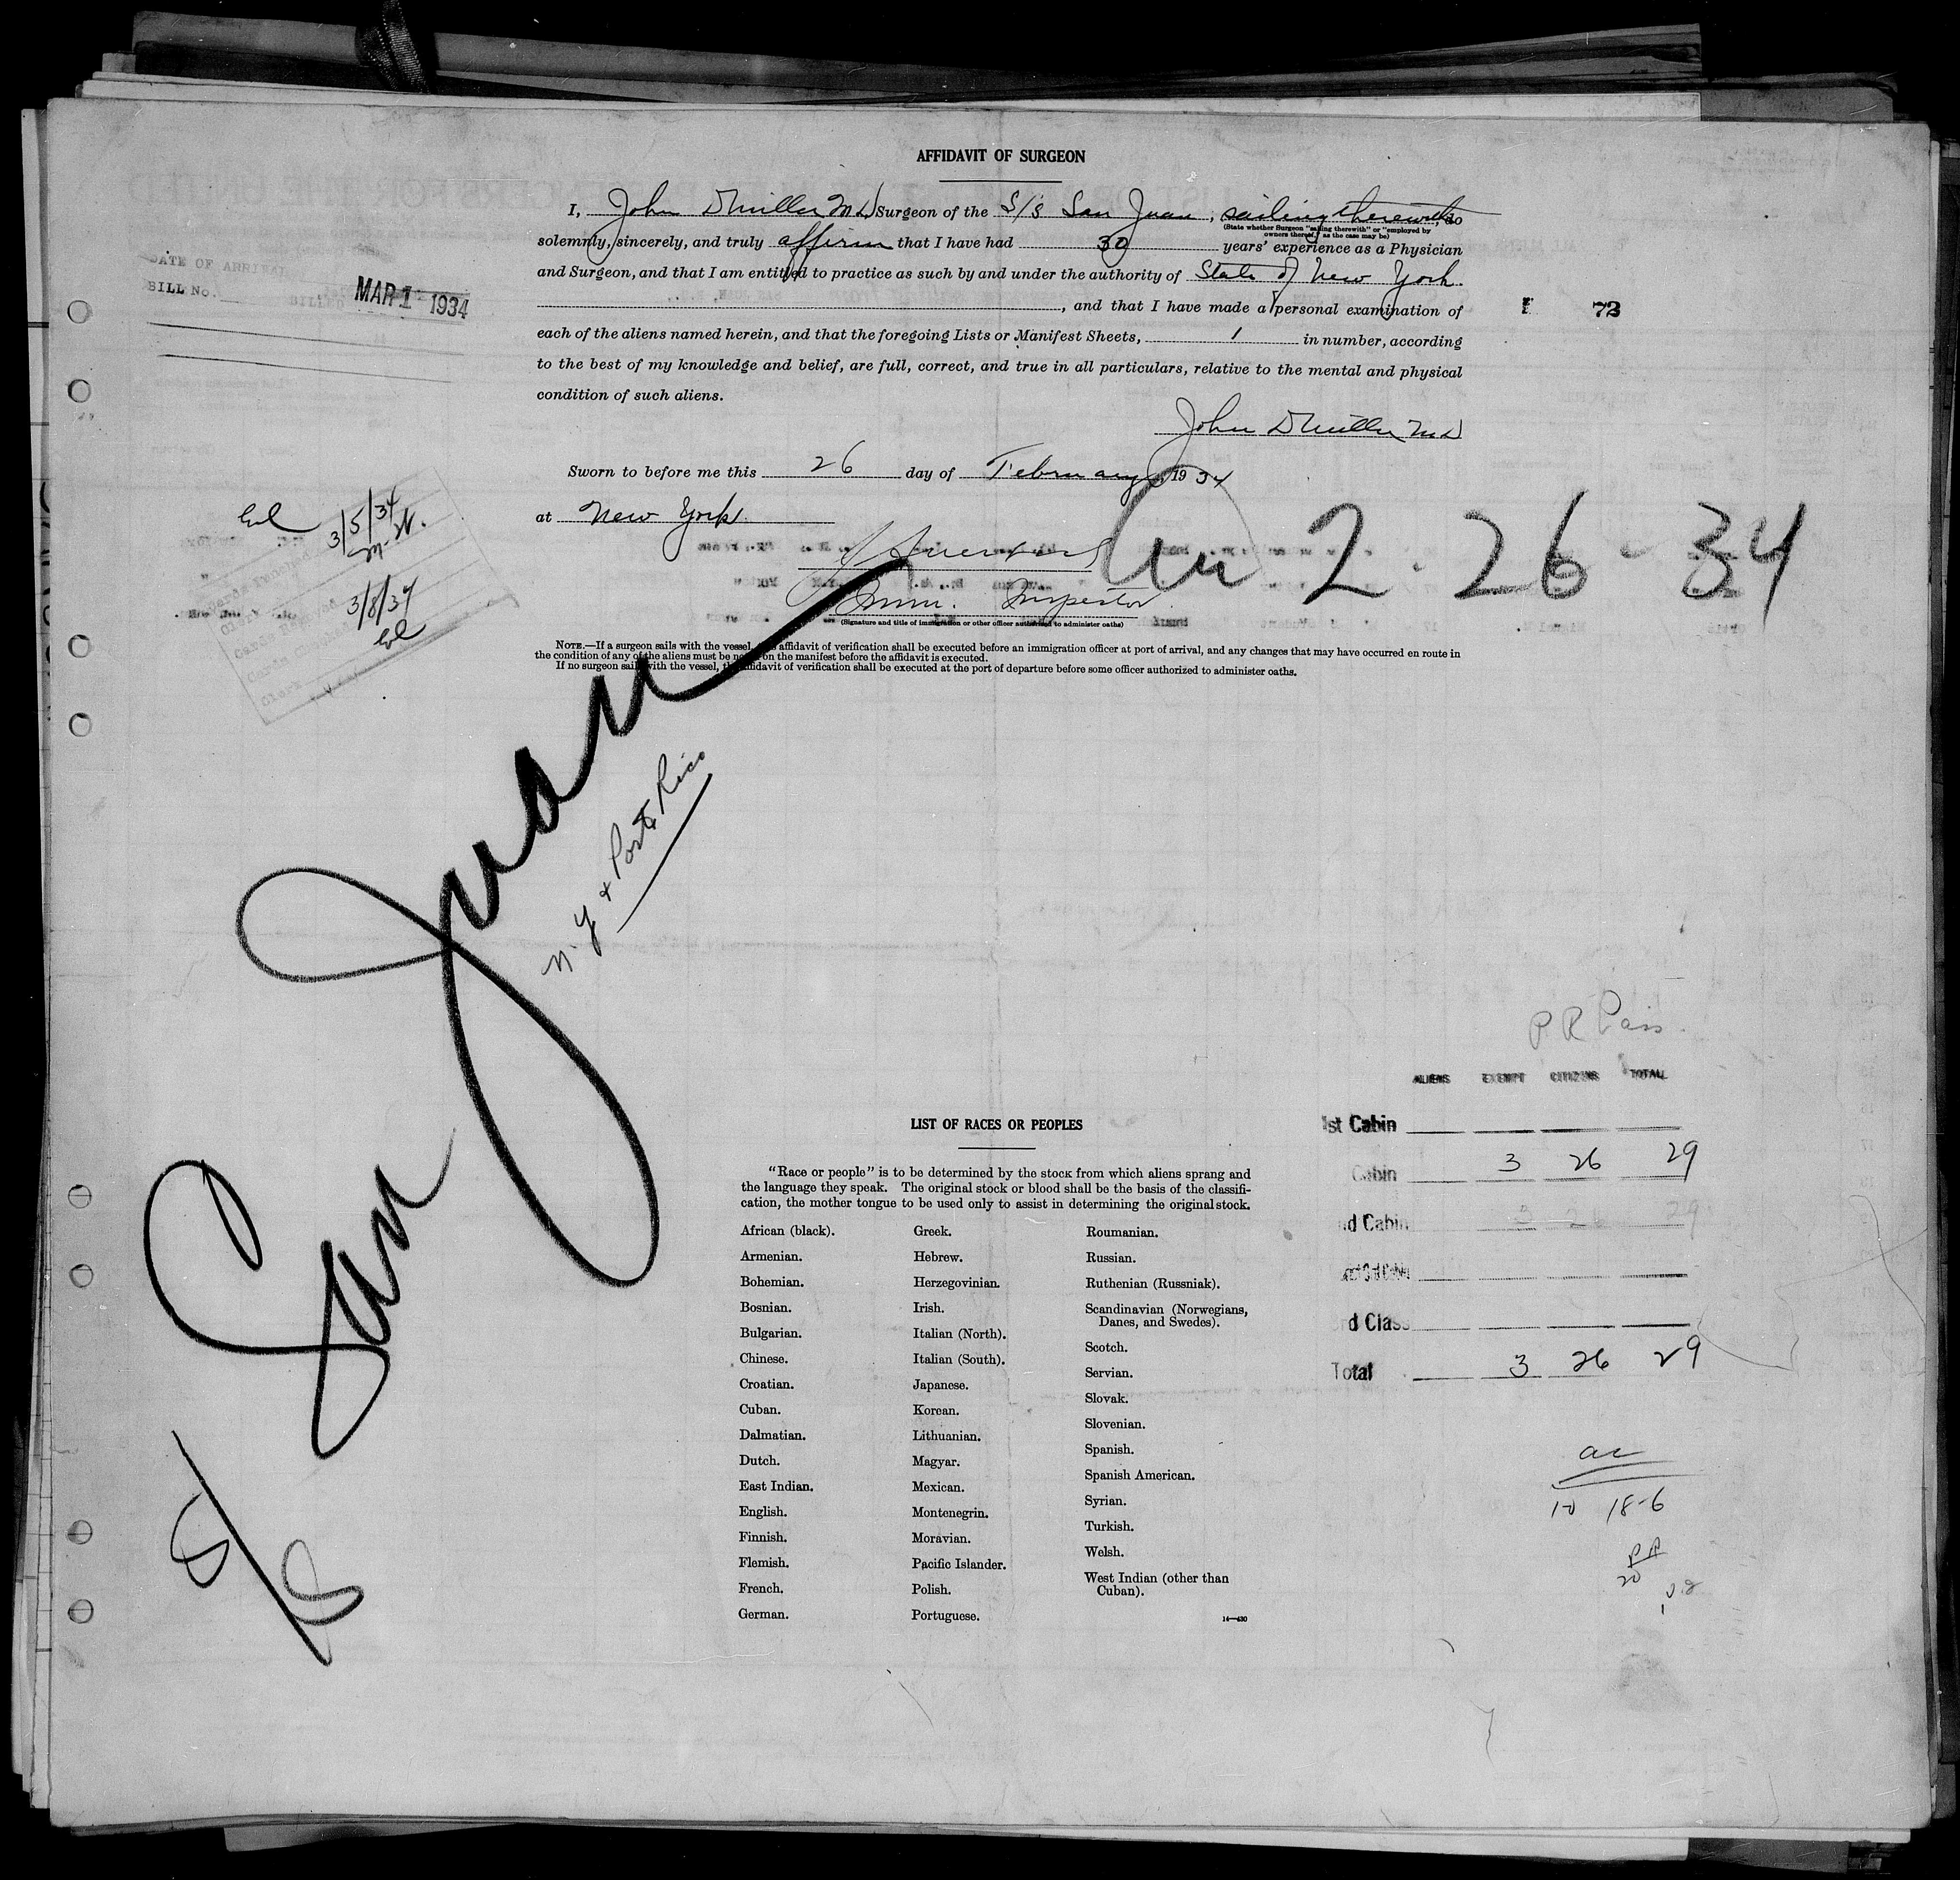 AFFIDAVIT OF SURGEON
I, John D Miller M D Surgeon of the S/S San Juan, sailing therewith, do
(State whether Surgeon "sailing therewith" or "employed by
owners thereof," as the case may be)
solemnly, sincerely, and truly affirm that I have had 30 years' experience as a Physician
and Surgeon, and that I am entitled to practice as such by and under the authority of State of New York.
, and that I have made a personal examination of
each of the aliens named herein, and that the foregoing Lists or Manifest Sheets, 1 in number, according
to the best of my knowledge and belief, are full, correct, and true in all particulars, relative to the mental and physical
condition of such aliens.
John D Miller M D
Sworn to before me this 26 day of February, 1934
at New York.
Imm. Inspector.
(Signature and title of immigration or other officer authorized to administer oaths)
NOTE.—If a surgeon sails with the vessel, affidavit of verification shall be executed before an immigration officer at port of arrival, and any changes that may have occurred en route in
the condition of any of the aliens must be noted on the manifest before the affidavit is executed.
If no surgeon sails with the vessel, the affidavit of verification shall be executed at the port of departure before some officer authorized to administer oaths.
DATE OF ARRIVAL
BILL No.
MAR 1 1934
72
3/5/34
3/8/34
2-26-34
S/S San Juan
N.Y & Porto Rico
P R Pass.
ALIENS EXEMPT CITIZENS TOTAL
1st Cabin
Cabin 3 26 29
nd Cabin 3 26 29
rd Class
Total 3 26 29
18-6
LIST OF RACES OR PEOPLES
"Race or people" is to be determined by the stock from which aliens sprang and
the language they speak. The original stock or blood shall be the basis of the classifi-
cation, the mother tongue to be used only to assist in determining the original stock.
African (black).
Armenian.
Bohemian.
Bosnian.
Bulgarian.
Chinese.
Croatian.
Cuban.
Dalmatian.
Dutch.
East Indian.
English.
Finnish.
Flemish.
French.
German.
Greek.
Hebrew.
Herzegovinian.
Irish.
Italian (North).
Italian (South).
Japanese.
Korean.
Lithuanian.
Magyar.
Mexican.
Montenegrin.
Moravian.
Pacific Islander.
Polish.
Portuguese.
Roumanian.
Russian.
Ruthenian (Russniak).
Scandinavian (Norwegians,
Danes, and Swedes).
Scotch.
Servian.
Slovak.
Slovenian.
Spanish.
Spanish American.
Syrian.
Turkish.
Welsh.
West Indian (other than
Cuban).
14—430